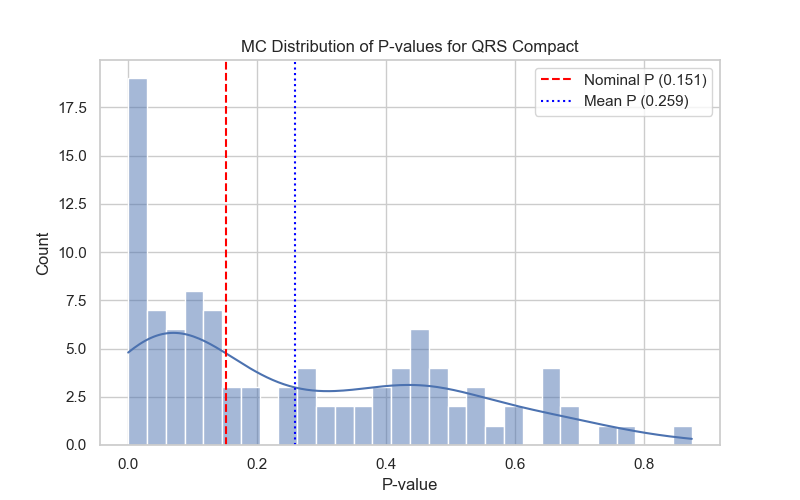 MC Distribution of P-values for QRS Compact
Nominal P (0.151)
Mean P (0.259)
Count
17.5
15.0
12.5
10.0
7.5
5.0
2.5
0.0
0.0 0.2 0.4 0.6 0.8
P-value